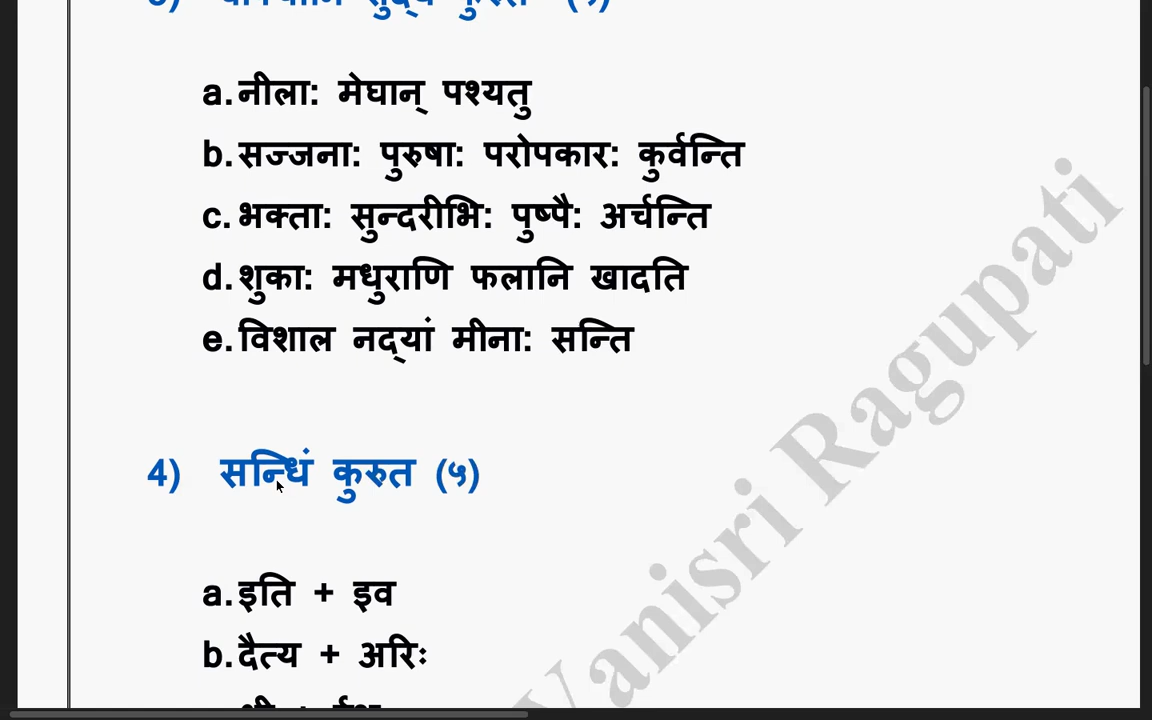 a. नीला: मेघान् पश्यतु
b. सज्जना: पुरुषा: परोपकार: कुर्वन्ति
c. भक्ता: सुन्दरीभि: पुष्पै: अर्चन्ति
d. शुका: मधुराणि फलानि खादति
e. विशाल नद्यां मीना: सन्ति
4) सन्धिं कुरुत (५)
a. इति + इव
b. दैत्य + अरिः
Vanisri Ragupati